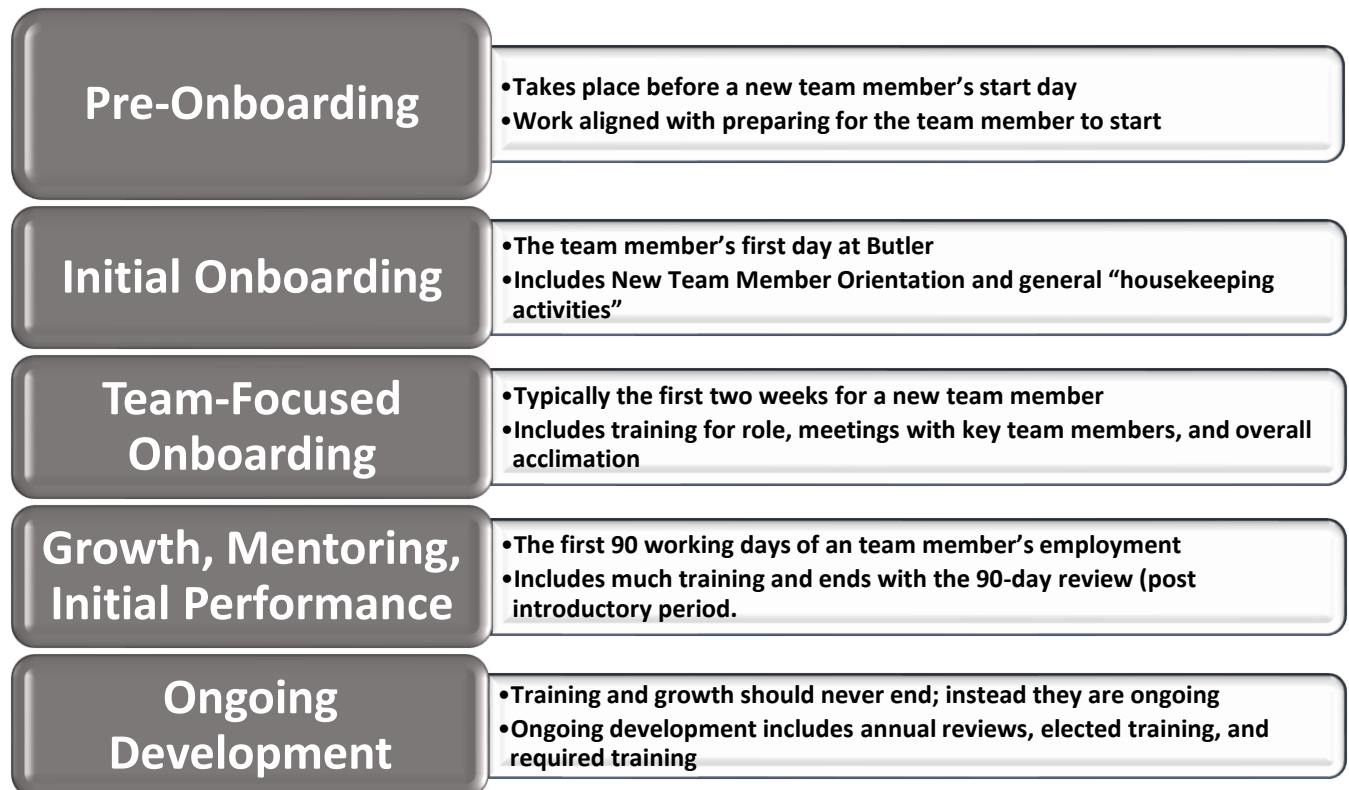 Pre-Onboarding
•Takes place before a new team member’s start day
•Work aligned with preparing for the team member to start
Initial Onboarding
•The team member’s first day at Butler
•Includes New Team Member Orientation and general “housekeeping
activities”
Team-Focused
Onboarding
•Typically the first two weeks for a new team member
•Includes training for role, meetings with key team members, and overall
acclimation
Growth, Mentoring,
Initial Performance
•The first 90 working days of an team member’s employment
•Includes much training and ends with the 90-day review (post
introductory period.
Ongoing
Development
•Training and growth should never end; instead they are ongoing
•Ongoing development includes annual reviews, elected training, and
required training